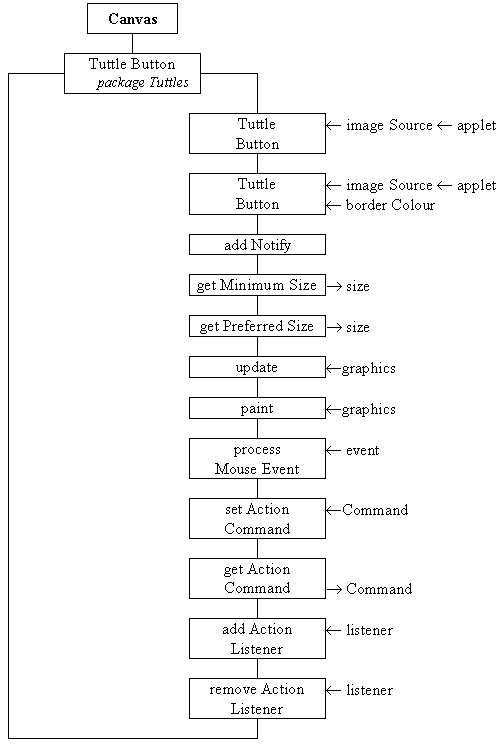 Canvas
Tuttle Button
package Tuttles
Tuttle
Button
← image Source ← applet
Tuttle
Button
← image Source ← applet
← border Colour
add Notify
get Minimum Size → size
get Preferred Size → size
update ←graphics
paint ←graphics
process
Mouse Event
← event
set Action
Command
←Command
get Action
Command
→ Command
add Action
Listener
← listener
remove Action
Listener
← listener